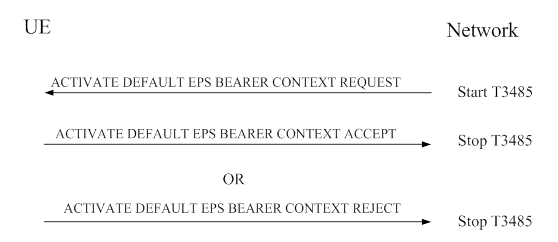 UE
Network
ACTIVATE DEFAULT EPS BEARER CONTEXT REQUEST
Start T3485
ACTIVATE DEFAULT EPS BEARER CONTEXT ACCEPT
Stop T3485
OR
ACTIVATE DEFAULT EPS BEARER CONTEXT REJECT
Stop T3485